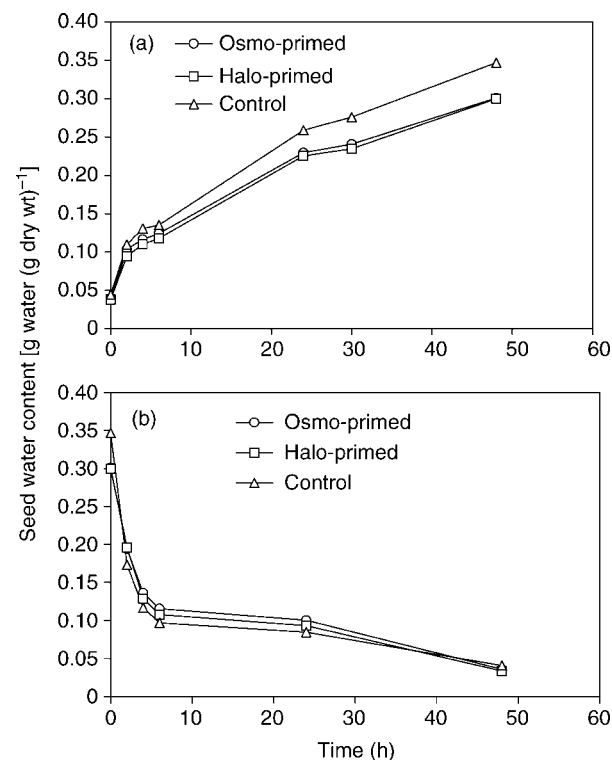 (a)
Osmo-primed
Halo-primed
Control
0.40
0.35
0.30
0.25
0.20
0.15
0.10
0.05
0
0 10 20 30 40 50 60
Seed water content [g water (g dry wt)⁻¹
(b)
Osmo-primed
Halo-primed
Control
0.40
0.35
0.30
0.25
0.20
0.15
0.10
0.05
0
0 10 20 30 40 50 60
Time (h)